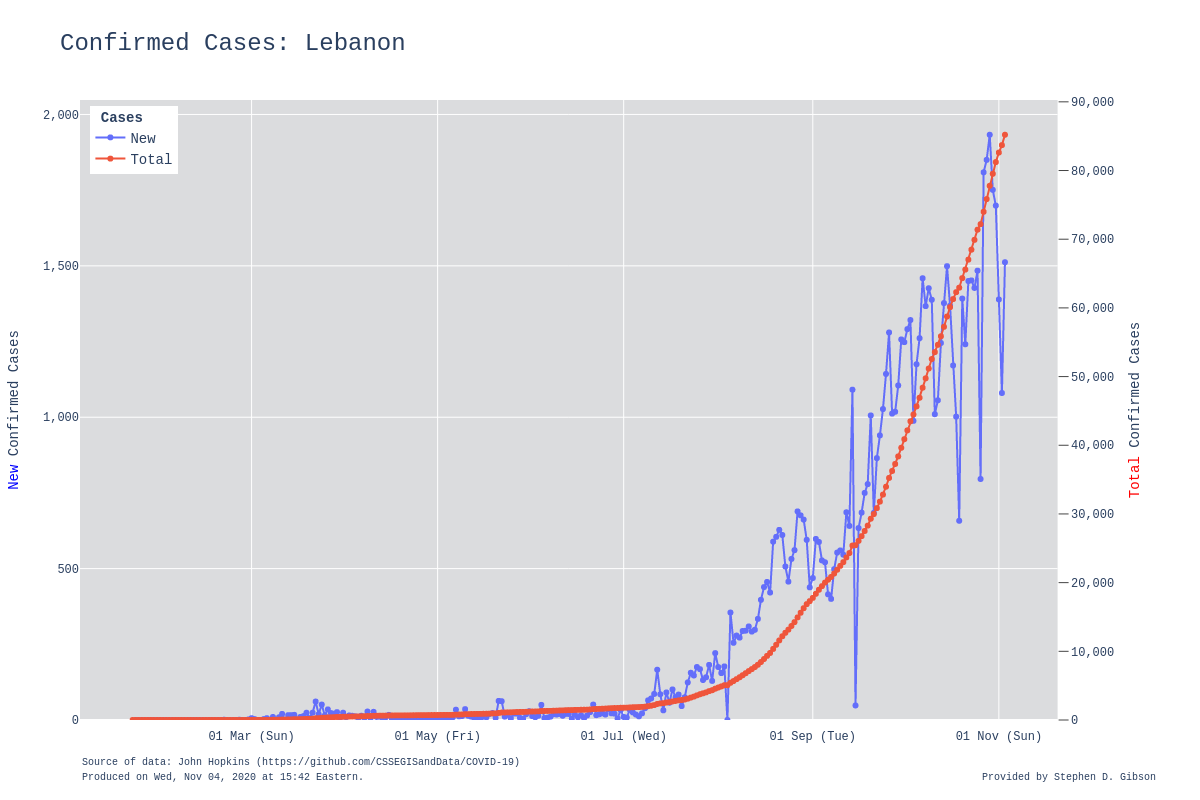 Confirmed Cases: Lebanon
Cases
New
Total
2,000
1,500
1,000
500
0
90,000
80,000
70,000
60,000
50,000
40,000
30,000
20,000
10,000
0
New Confirmed Cases
Total Confirmed Cases
01 Mar (Sun)
01 May (Fri)
01 Jul (Wed)
01 Sep (Tue)
01 Nov (Sun)
Source of data: John Hopkins (https://github.com/CSSEGISandData/COVID-19)
Produced on Wed, Nov 04, 2020 at 15:42 Eastern.
Provided by Stephen D. Gibson